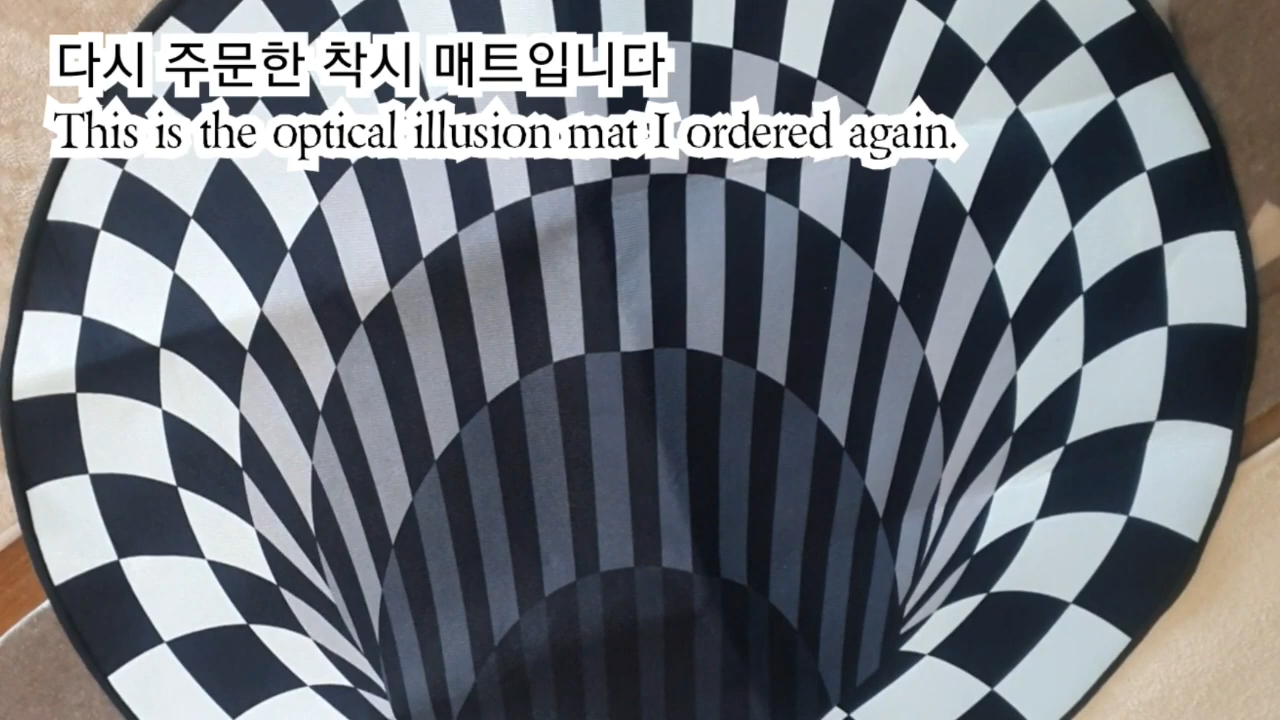 다시 주문한 착시 매트입니다
This is the optical illusion mat I ordered again.